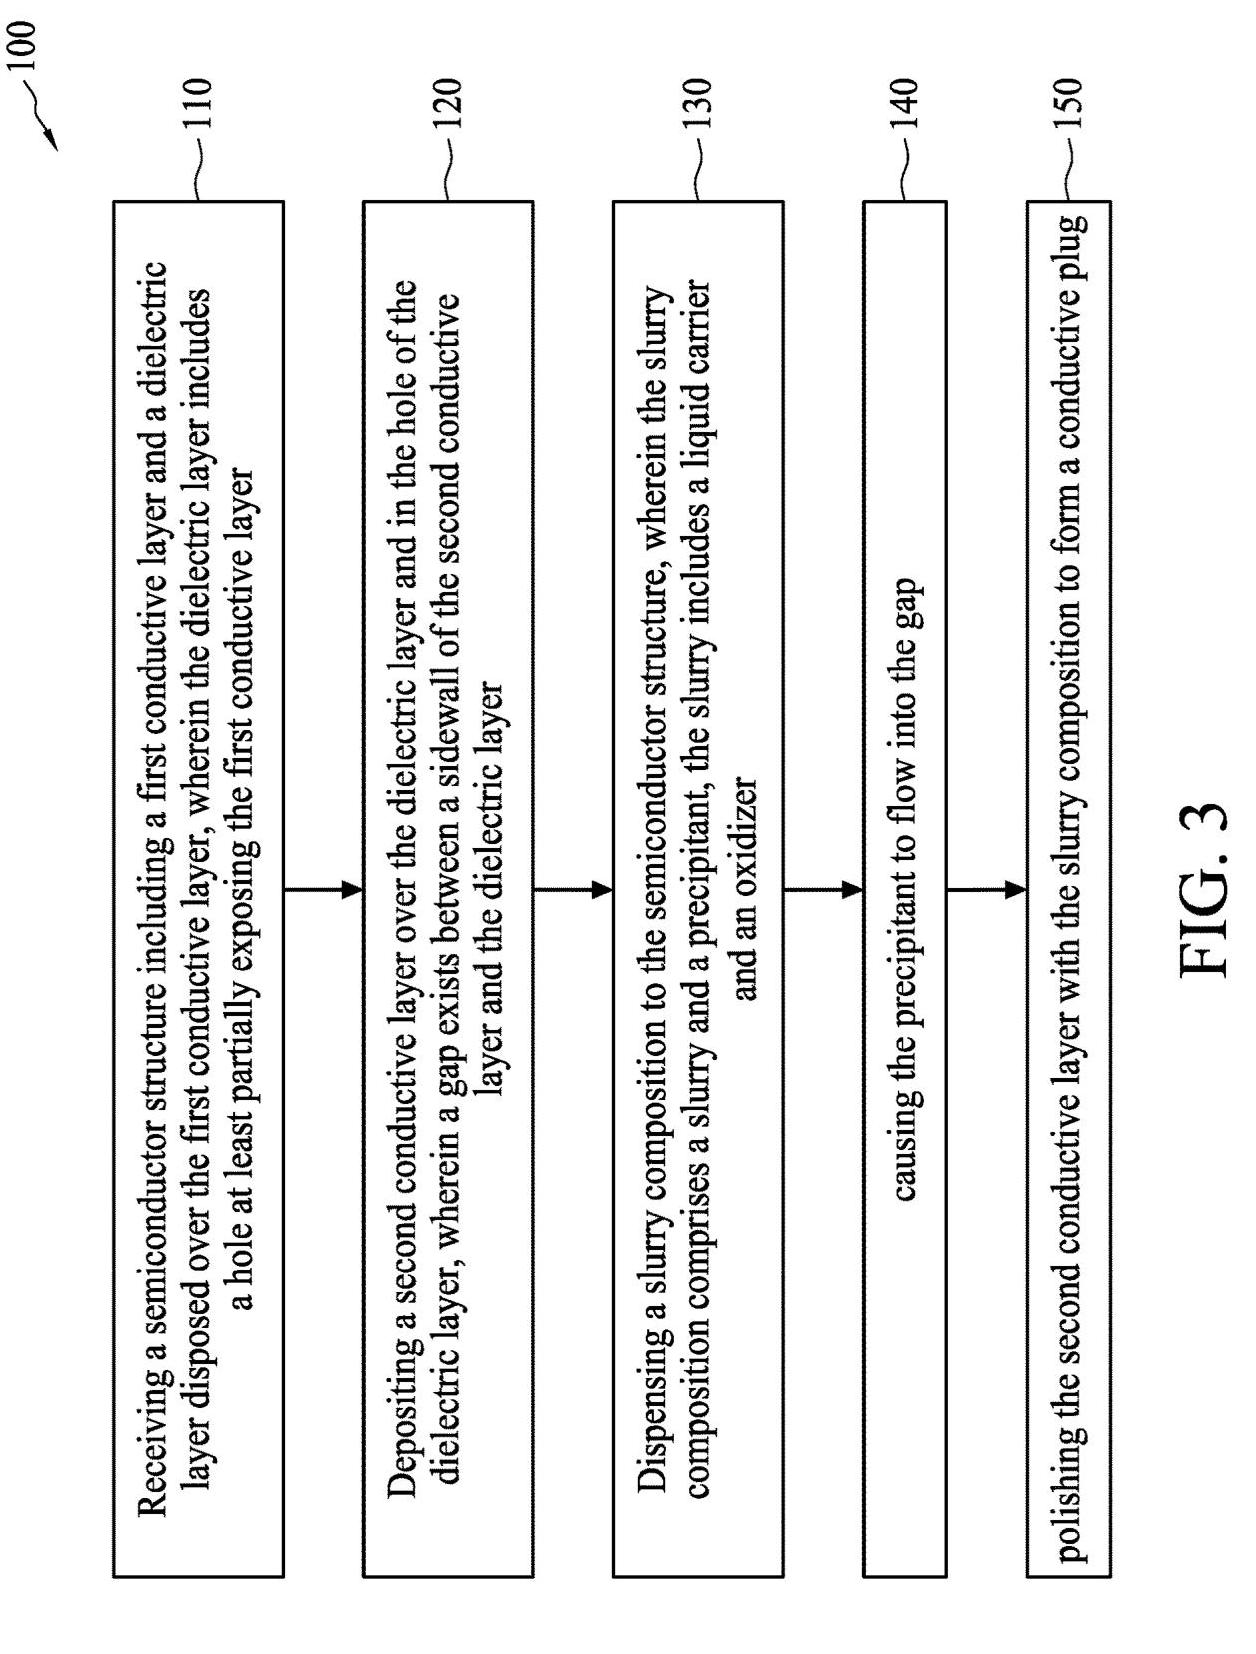 100
Receiving a semiconductor structure including a first conductive layer and a dielectric
layer disposed over the first conductive layer, wherein the dielectric layer includes
a hole at least partially exposing the first conductive layer
110
Depositing a second conductive layer over the dielectric layer and in the hole of the
dielectric layer, wherein a gap exists between a sidewall of the second conductive
layer and the dielectric layer
120
Dispensing a slurry composition to the semiconductor structure, wherein the slurry
composition comprises a slurry and a precipitant, the slurry includes a liquid carrier
and an oxidizer
130
causing the precipitant to flow into the gap
140
polishing the second conductive layer with the slurry composition to form a conductive plug
150
FIG. 3